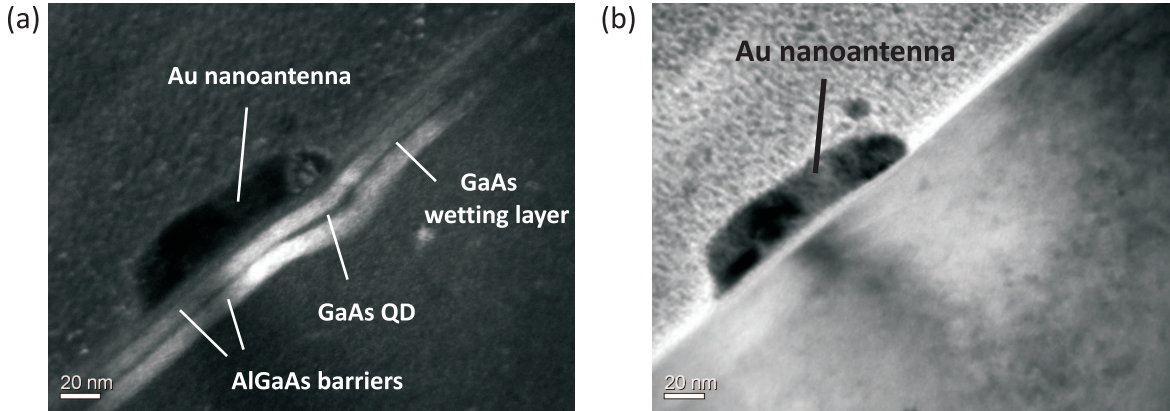 (a)
Au nanoantenna
GaAs
wetting layer
GaAs QD
AlGaAs barriers
20 nm
(b)
Au nanoantenna
20 nm